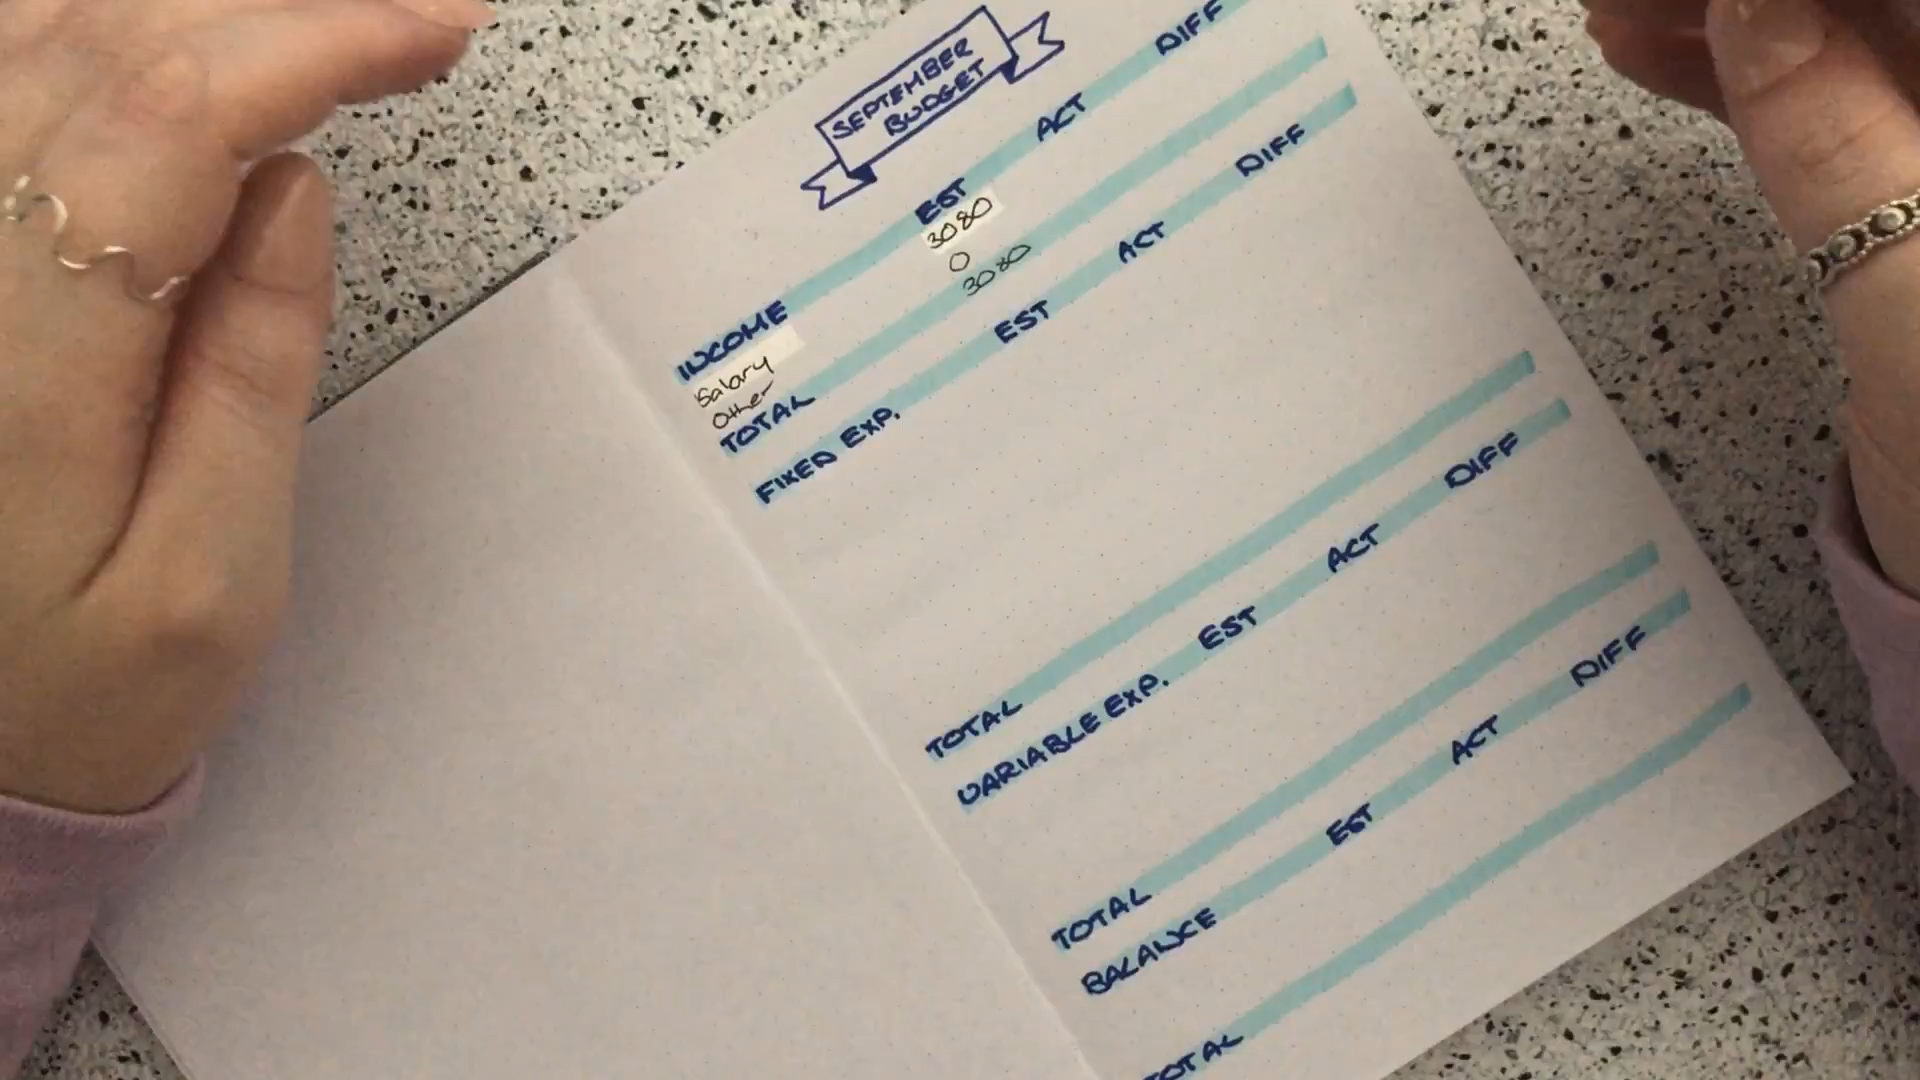 SEPTEMBER
BUDGET
INCOME EST ACT DIFF
Salary 3080
Other 0
TOTAL 3080
FIXED EXP. EST ACT DIFF
TOTAL
VARIABLE EXP. EST ACT DIFF
TOTAL
BALANCE EST ACT DIFF
TOTAL